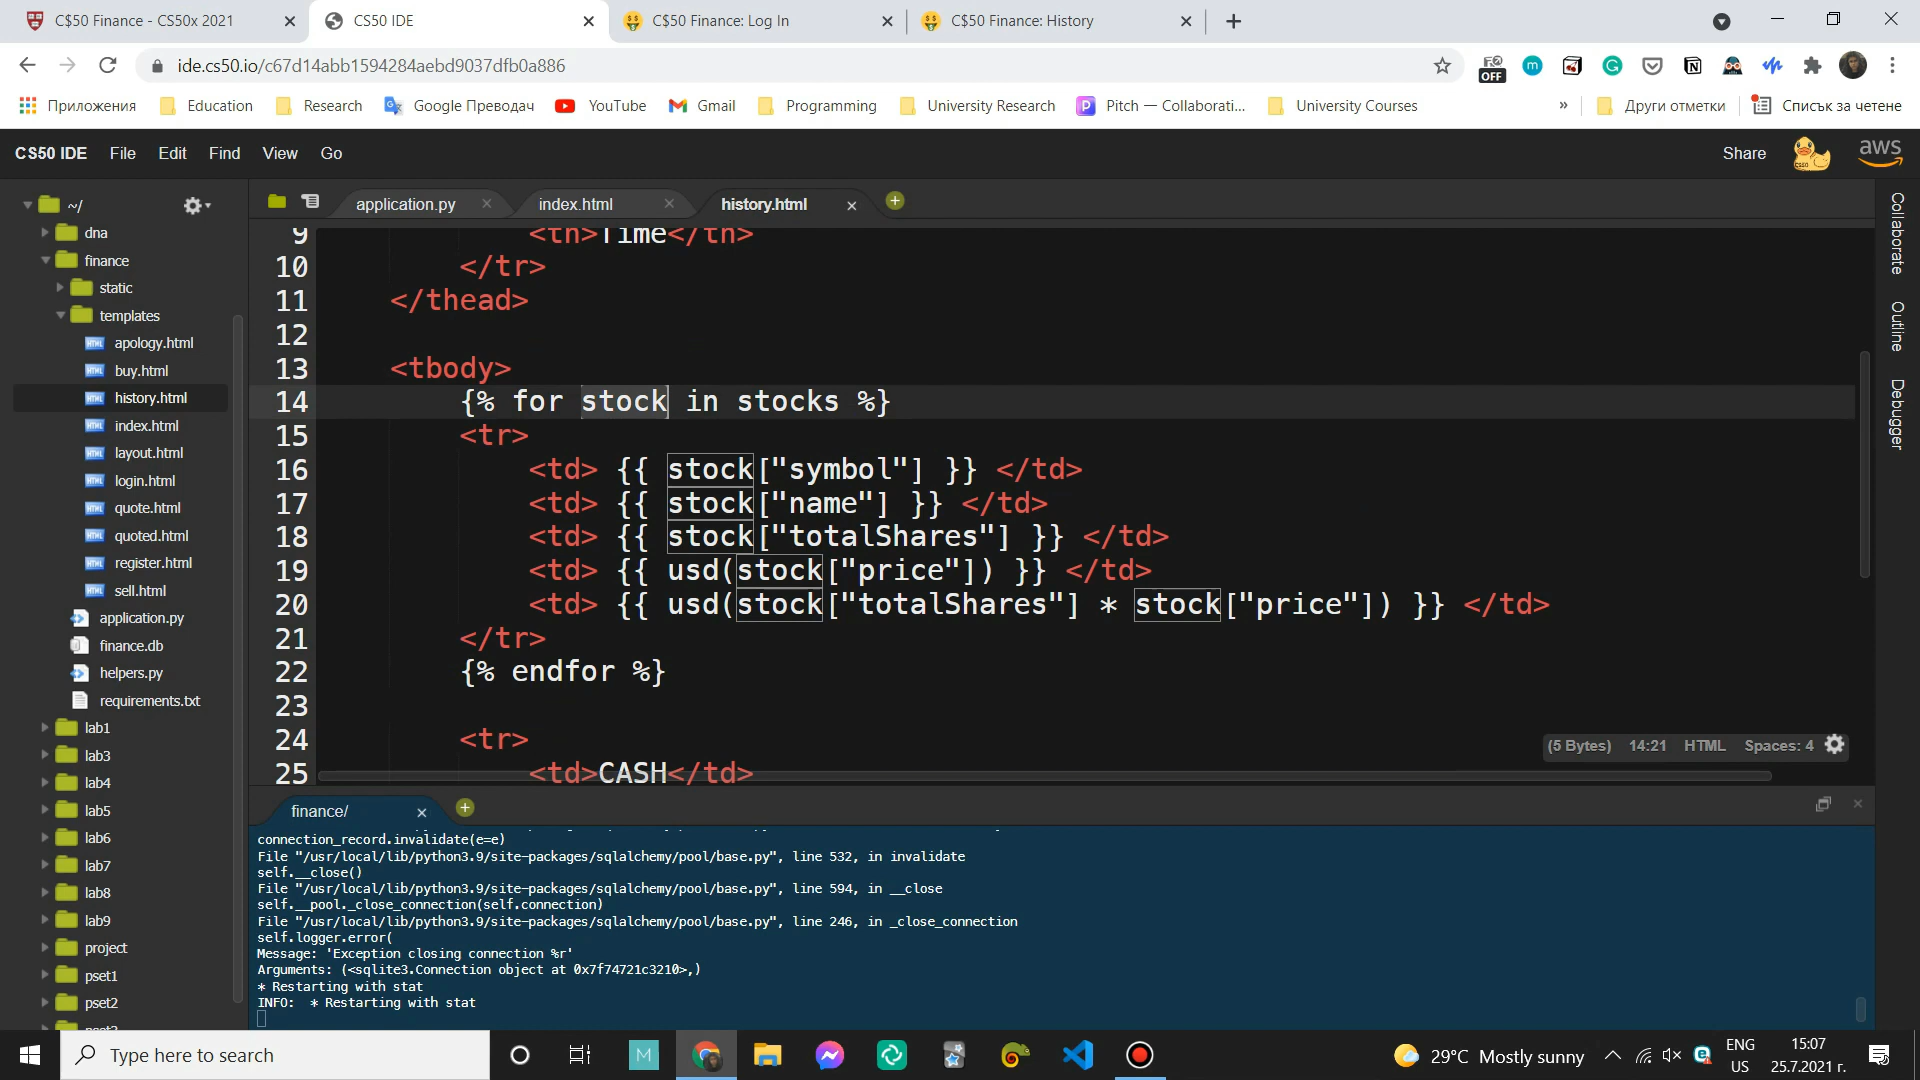 C$50 Finance - CS50x 2021
CS50 IDE
C$50 Finance: Log In
C$50 Finance: History
ide.cs50.io/c67d14abb1594284aebd9037dfb0a886
OFF
Приложения
Education
Research
Google Преводач
YouTube
Gmail
Programming
University Research
Pitch — Collaborati...
University Courses
»
Други отметки
Списък за четене
CS50 IDE File Edit Find View Go
Share
aws
~/
dna
finance
static
templates
apology.html
buy.html
history.html
index.html
layout.html
login.html
quote.html
quoted.html
register.html
sell.html
application.py
finance.db
helpers.py
requirements.txt
lab1
lab3
lab4
lab5
lab6
lab7
lab8
lab9
project
pset1
pset2
application.py
index.html
history.html
9 <th>Time</th>
10 </tr>
11 </thead>
12
13 <tbody>
14 {% for stock in stocks %}
15 <tr>
16 <td> {{ stock["symbol"] }} </td>
17 <td> {{ stock["name"] }} </td>
18 <td> {{ stock["totalShares"] }} </td>
19 <td> {{ usd(stock["price"]) }} </td>
20 <td> {{ usd(stock["totalShares"] * stock["price"]) }} </td>
21 </tr>
22 {% endfor %}
23
24 <tr>
25 <td>CASH</td>
(5 Bytes) 14:21 HTML Spaces: 4
Collaborate
Outline
Debugger
finance/
connection_record.invalidate(e=e)
File "/usr/local/lib/python3.9/site-packages/sqlalchemy/pool/base.py", line 532, in invalidate
self.__close()
File "/usr/local/lib/python3.9/site-packages/sqlalchemy/pool/base.py", line 594, in __close
self.__pool._close_connection(self.connection)
File "/usr/local/lib/python3.9/site-packages/sqlalchemy/pool/base.py", line 246, in _close_connection
self.logger.error(
Message: 'Exception closing connection %r'
Arguments: (<sqlite3.Connection object at 0x7f74721c3210>,)
* Restarting with stat
INFO:  * Restarting with stat
Type here to search
29°C Mostly sunny
ENG
US
15:07
25.7.2021 г.